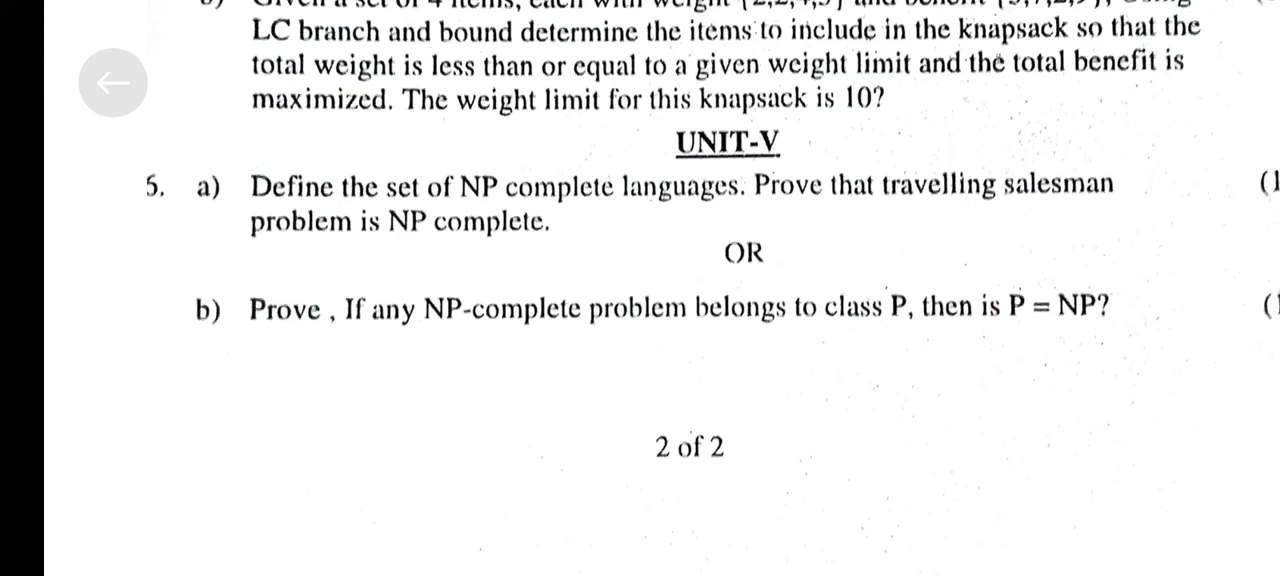 LC branch and bound determine the items to include in the knapsack so that the
total weight is less than or equal to a given weight limit and the total benefit is
maximized. The weight limit for this knapsack is 10?
UNIT-V
5. a) Define the set of NP complete languages. Prove that travelling salesman
problem is NP complete.
OR
b) Prove , If any NP-complete problem belongs to class P, then is P = NP?
2 of 2